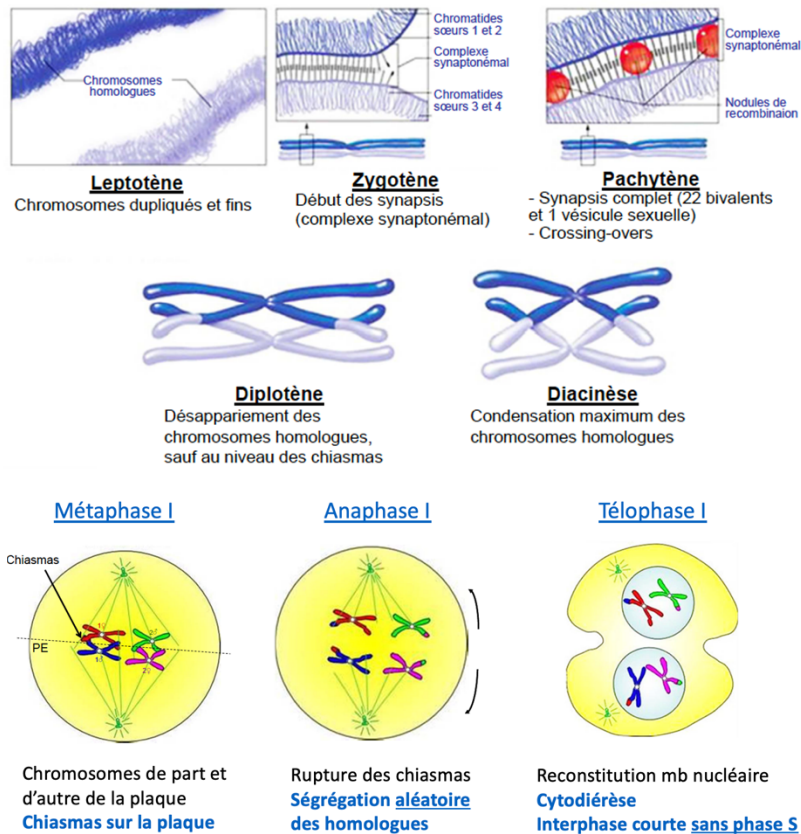 Chromosomes
homologues
Leptotène
Chromosomes dupliqués et fins
Chromatides
sœurs 1 et 2
Complexe
synaptonémal
Chromatides
sœurs 3 et 4
Zygotène
Début des synapsis
(complexe synaptonémal)
Complexe
synaptonémal
Nodules de
recombinaion
Pachytène
- Synapsis complet (22 bivalents
et 1 vésicule sexuelle)
- Crossing-overs
Diplotène
Désappariement des
chromosomes homologues,
sauf au niveau des chiasmas
Diacinèse
Condensation maximum des
chromosomes homologues
Métaphase I
Chiasmas
PE
Chromosomes de part et
d'autre de la plaque
Chiasmas sur la plaque
Anaphase I
Rupture des chiasmas
Ségrégation aléatoire
des homologues
Télophase I
Reconstitution mb nucléaire
Cytodiérèse
Interphase courte sans phase S